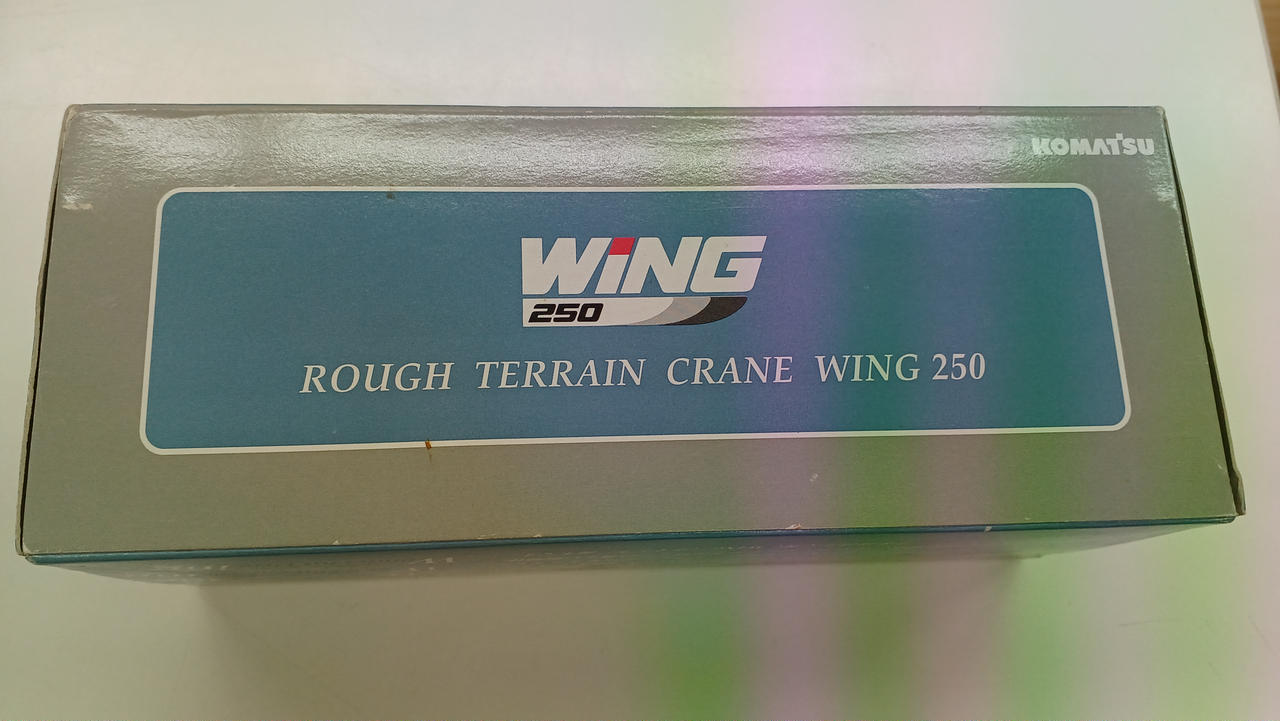 KOMATSU
WiNG
250
ROUGH TERRAIN CRANE WING 250